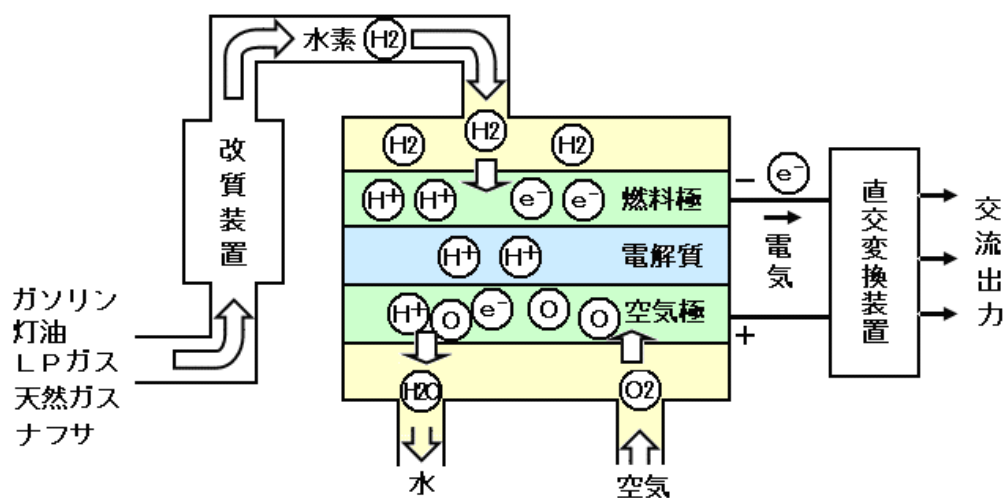 水素 H2
H2
H2
H2
改質装置
H+ H+ e− e− 燃料極
H+ H+ 電解質
H+ O e− O O 空気極
H2O
O2
水
空気
ガソリン
灯油
LPガス
天然ガス
ナフサ
− e−
電気
+
直交変換装置
交流出力